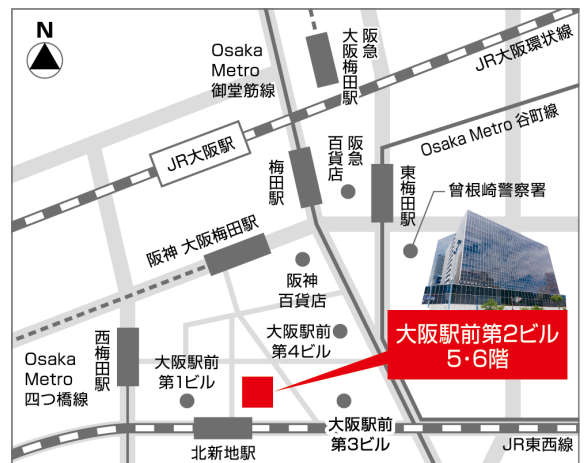 N
Osaka
Metro
御堂筋線
阪急
大阪梅田駅
JR大阪環状線
JR大阪駅
梅田駅
阪急
百貨店
東梅田駅
Osaka Metro 谷町線
曾根崎警察署
阪神 大阪梅田駅
阪神
百貨店
大阪駅前
第4ビル
大阪駅前第2ビル
5・6階
西梅田駅
Osaka
Metro
四つ橋線
大阪駅前
第1ビル
大阪駅前
第3ビル
北新地駅
JR東西線